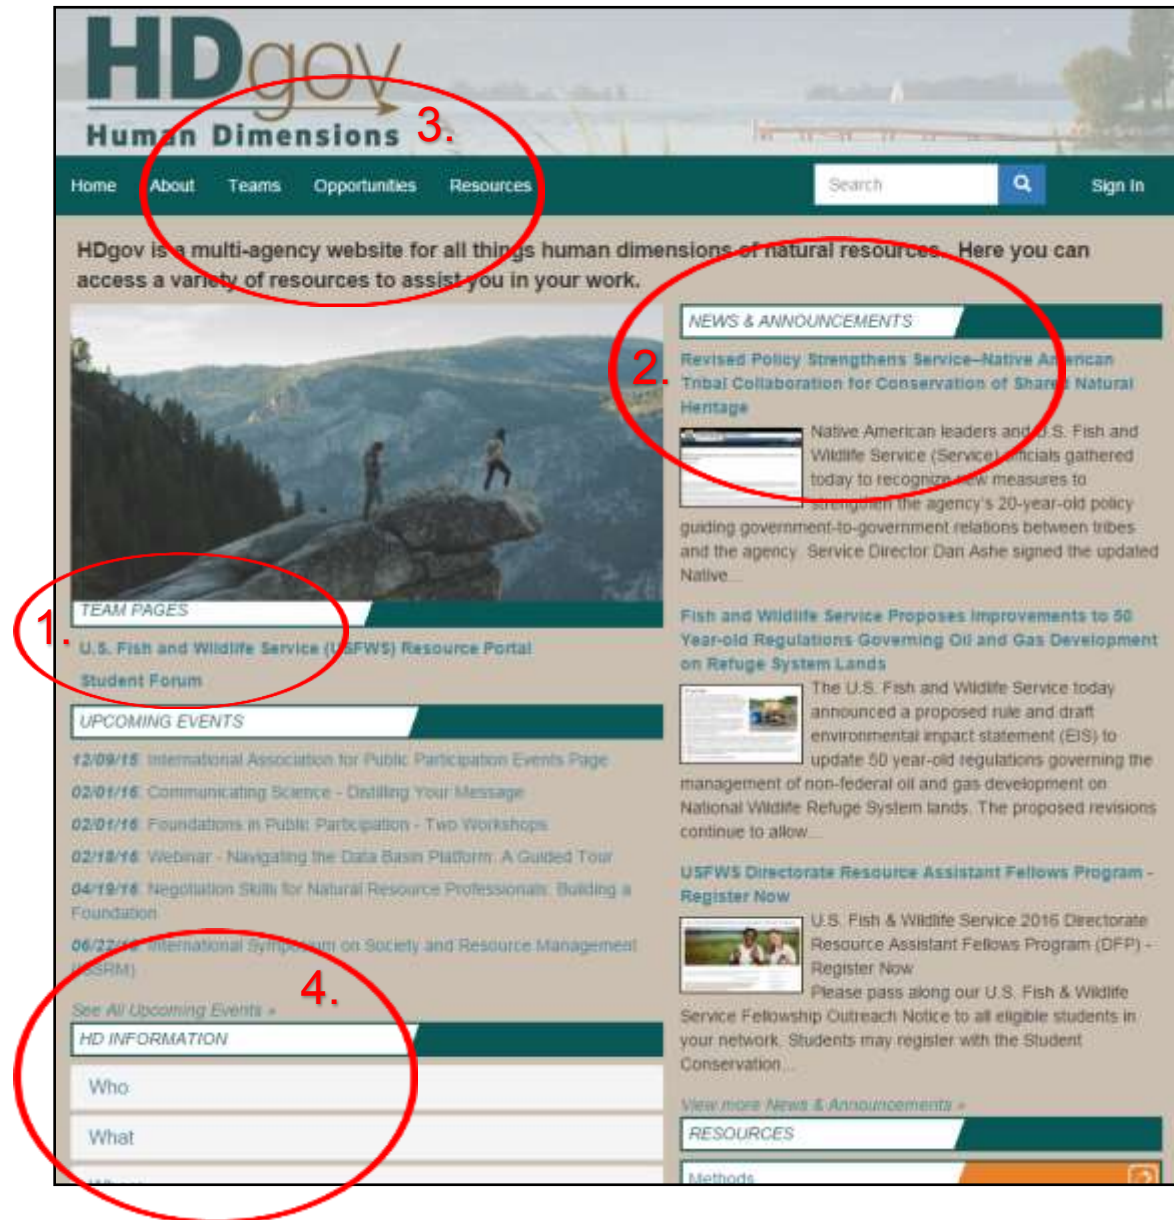 HDgov
Human Dimensions
3.
Home About Teams Opportunities Resources Search Sign In
HDgov is a multi-agency website for all things human dimensions of natural resources. Here you can
access a variety of resources to assist you in your work.
1.
TEAM PAGES
U.S. Fish and Wildlife Service (USFWS) Resource Portal
Student Forum
UPCOMING EVENTS
12/09/15: International Association for Public Participation Events Page
02/01/16: Communicating Science - Distilling Your Message
02/01/16: Foundations in Public Participation - Two Workshops
02/18/16: Webinar - Navigating the Data Basin Platform: A Guided Tour
04/19/16: Negotiation Skills for Natural Resource Professionals: Building a
Foundation
06/22/16: International Symposium on Society and Resource Management
(ISSRM)
4.
See All Upcoming Events »
HD INFORMATION
Who
What
2.
NEWS & ANNOUNCEMENTS
Revised Policy Strengthens Service–Native American
Tribal Collaboration for Conservation of Shared Natural
Heritage
Native American leaders and U.S. Fish and
Wildlife Service (Service) officials gathered
today to recognize new measures to
strengthen the agency's 20-year-old policy
guiding government-to-government relations between tribes
and the agency. Service Director Dan Ashe signed the updated
Native...
Fish and Wildlife Service Proposes Improvements to 50
Year-old Regulations Governing Oil and Gas Development
on Refuge System Lands
The U.S. Fish and Wildlife Service today
announced a proposed rule and draft
environmental impact statement (EIS) to
update 50 year-old regulations governing the
management of non-federal oil and gas development on
National Wildlife Refuge System lands. The proposed revisions
continue to allow...
USFWS Directorate Resource Assistant Fellows Program -
Register Now
U.S. Fish & Wildlife Service 2016 Directorate
Resource Assistant Fellows Program (DFP) -
Register Now
Please pass along our U.S. Fish & Wildlife
Service Fellowship Outreach Notice to all eligible students in
your network. Students may register with the Student
Conservation...
View more News & Announcements »
RESOURCES
Methods